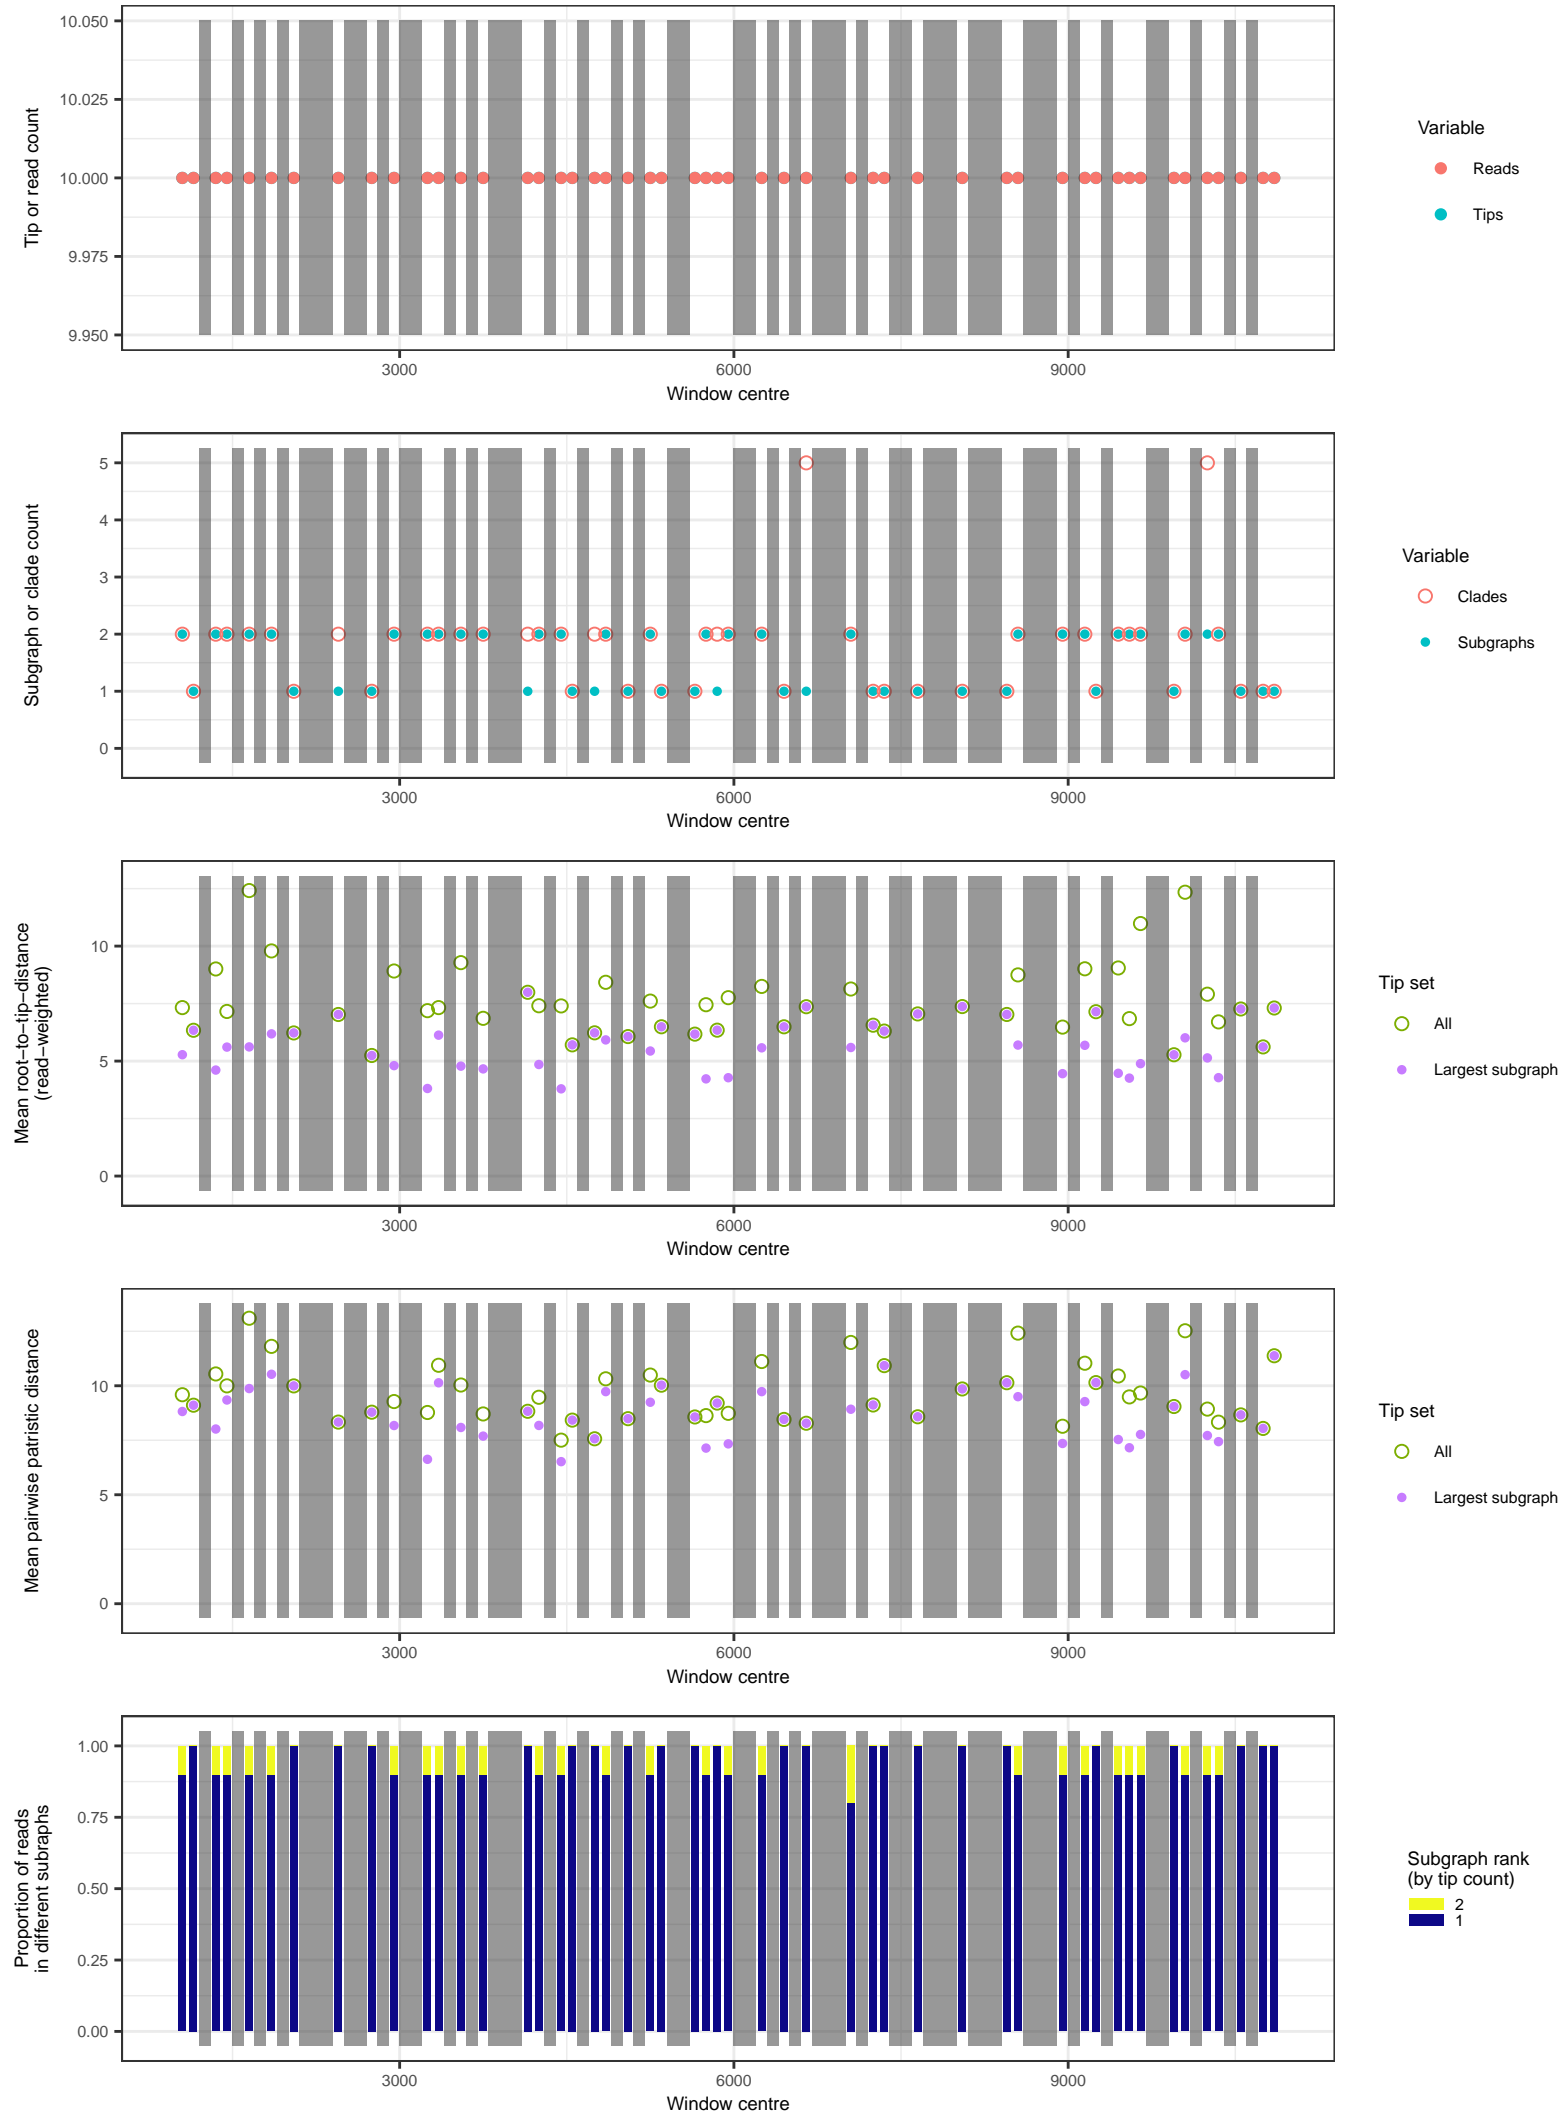 10.050
10.025
10.000
9.975
9.950
Tip or read count
3000
6000
9000
Window centre
Variable
Reads
Tips
5
4
3
2
1
0
Subgraph or clade count
3000
6000
9000
Window centre
Variable
Clades
Subgraphs
10
5
0
Mean root−to−tip−distance
(read−weighted)
3000
6000
9000
Window centre
Tip set
All
Largest subgraph
10
5
0
Mean pairwise patristic distance
3000
6000
9000
Window centre
Tip set
All
Largest subgraph
1.00
0.75
0.50
0.25
0.00
Proportion of reads
in different subraphs
3000
6000
9000
Window centre
Subgraph rank
(by tip count)
2
1